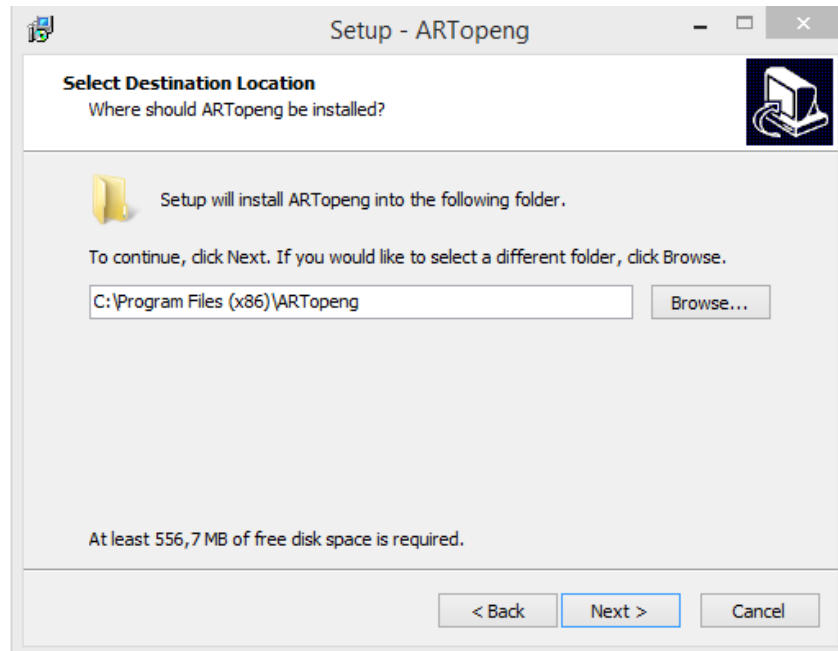 Setup - ARTopeng
Select Destination Location
Where should ARTopeng be installed?
Setup will install ARTopeng into the following folder.
To continue, click Next. If you would like to select a different folder, click Browse.
C:\Program Files (x86)\ARTopeng
Browse...
At least 556,7 MB of free disk space is required.
< Back
Next >
Cancel